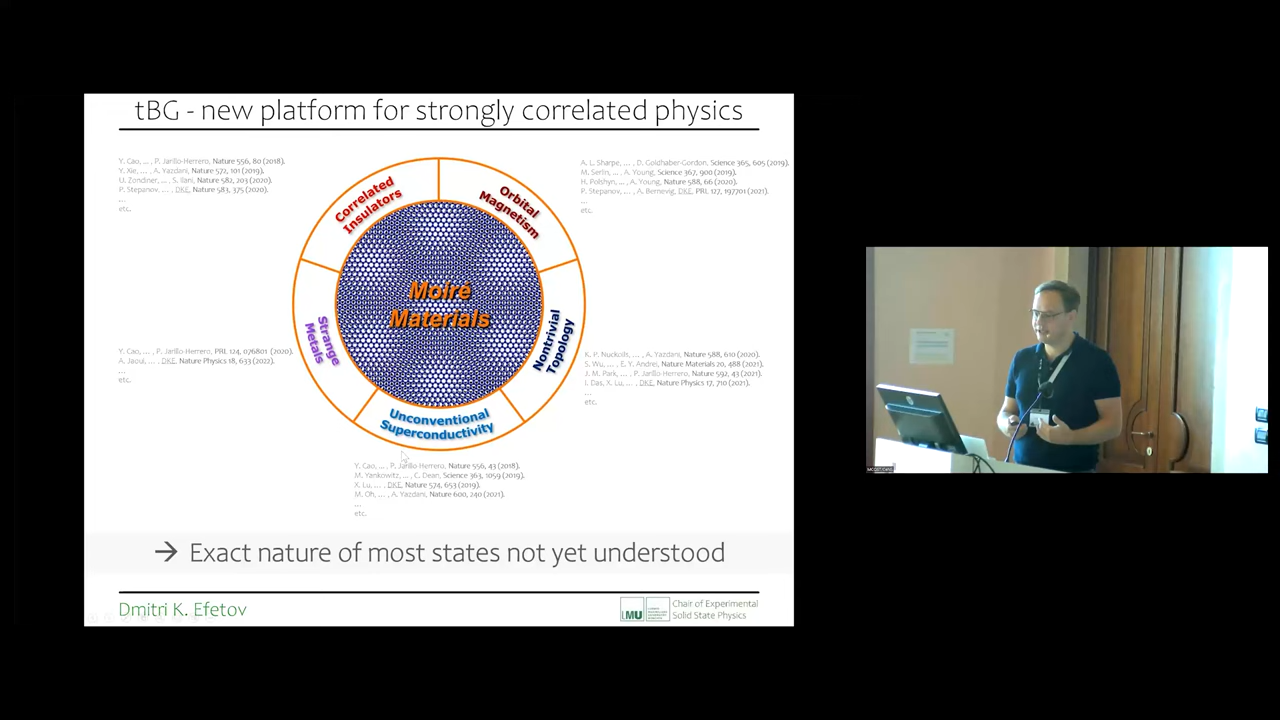 tBG - new platform for strongly correlated physics
Y. Cao, ... , P. Jarillo-Herrero, Nature 556, 80 (2018).
Y. Xie, ... , A. Yazdani, Nature 572, 101 (2019).
U. Zondiner, ... , S. Ilani, Nature 582, 203 (2020).
P. Stepanov, ... , DKE, Nature 583, 375 (2020).
...
etc.
A. L. Sharpe, ... , D. Goldhaber-Gordon, Science 365, 605 (2019).
M. Serlin, ... , A. Young, Science 367, 900 (2019).
H. Polshyn, ... , A. Young, Nature 588, 66 (2020).
P. Stepanov, ... , A. Bernevig, DKE, PRL 127, 197701 (2021).
...
etc.
Correlated
Insulators
Orbital
Magnetism
Moire
Materials
Strange
Metals
Nontrivial
Topology
Unconventional
Superconductivity
Y. Cao, ... , P. Jarillo-Herrero, PRL 124, 076801 (2020).
A. Jaoui, ... , DKE, Nature Physics 18, 633 (2022).
...
etc.
K. P. Nuckolls, ... , A. Yazdani, Nature 588, 610 (2020).
S. Wu, ... , E. Y. Andrei, Nature Materials 20, 488 (2021).
J. M. Park, ... , P. Jarillo-Herrero, Nature 592, 43 (2021).
I. Das, X. Lu, ... , DKE, Nature Physics 17, 710 (2021).
...
etc.
Y. Cao, ... , P. Jarillo-Herrero, Nature 556, 43 (2018).
M. Yankowitz, ... , C. Dean, Science 363, 1059 (2019).
X. Lu, ... , DKE, Nature 574, 653 (2019).
M. Oh, ... , A. Yazdani, Nature 600, 240 (2021).
...
etc.
→ Exact nature of most states not yet understood
Dmitri K. Efetov
LMU
Chair of Experimental
Solid State Physics